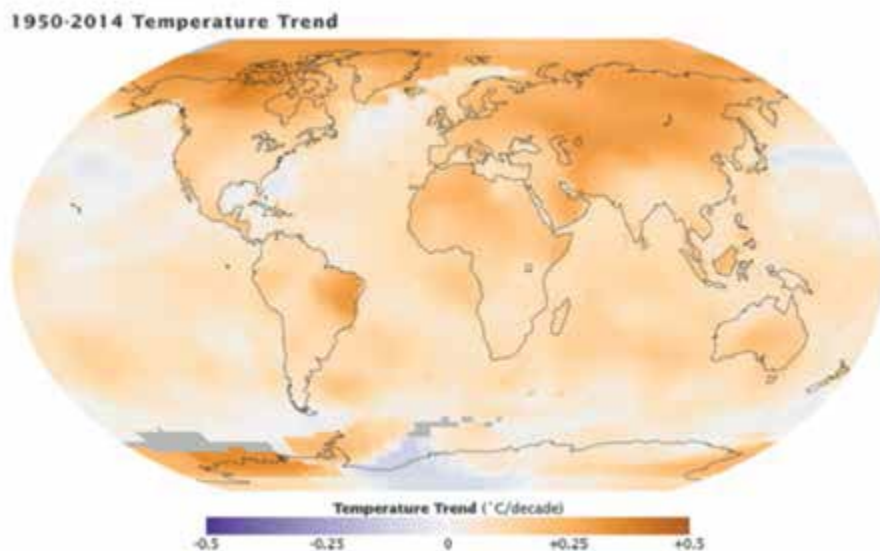 1950-2014 Temperature Trend
Temperature Trend (˚C/decade)
-0.5 -0.25 0 +0.25 +0.5